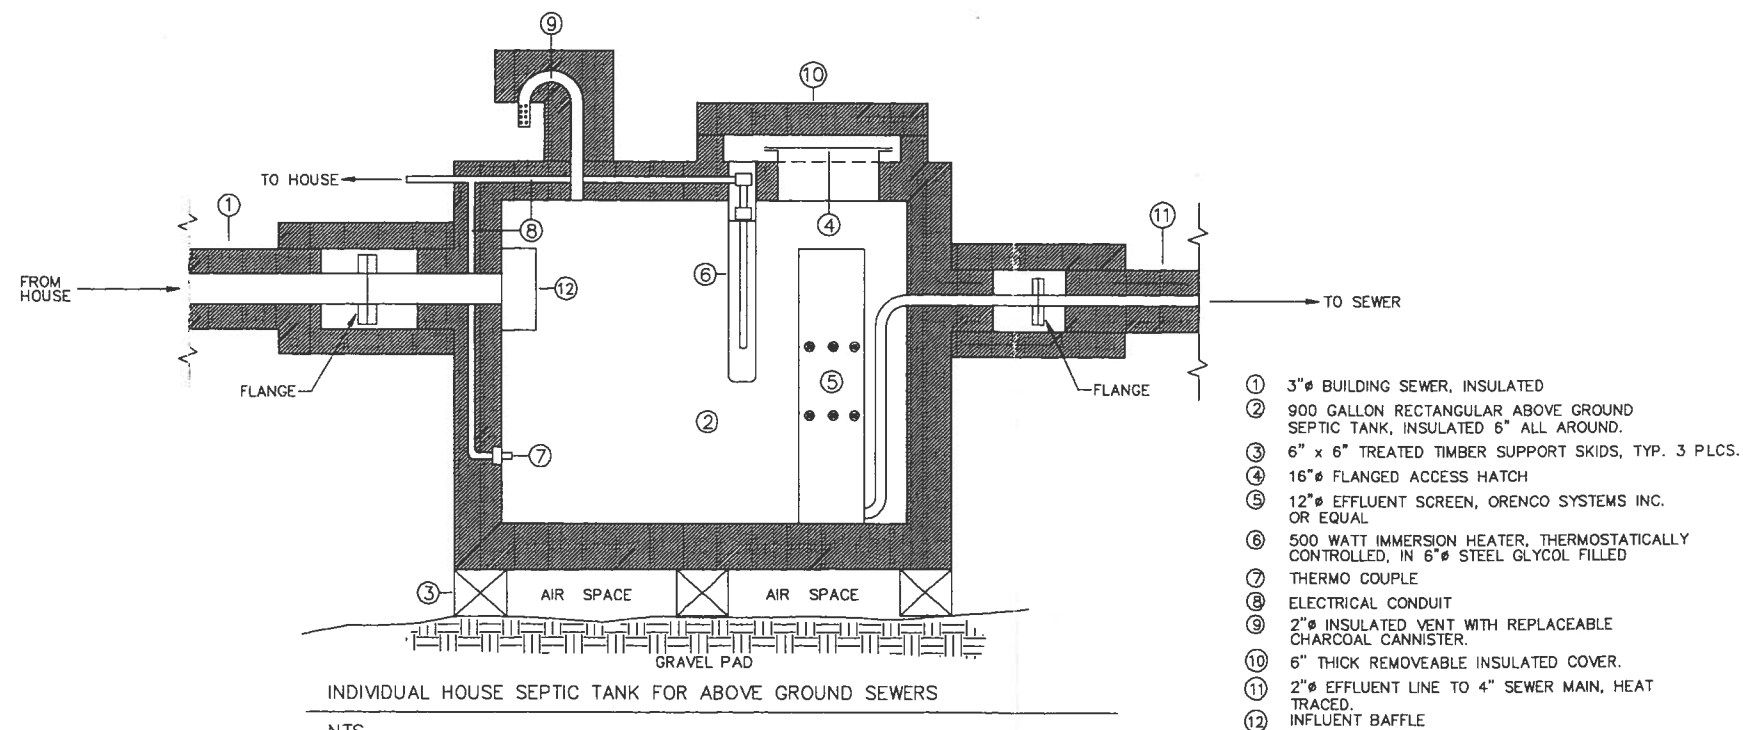 ⑨
⑩
TO HOUSE
①
⑪
④
⑧
FROM
HOUSE
⑥
⑫
TO SEWER
FLANGE
⑤
FLANGE
②
⑦
③
AIR SPACE
AIR SPACE
GRAVEL PAD
INDIVIDUAL HOUSE SEPTIC TANK FOR ABOVE GROUND SEWERS
NTS
① 3"ø BUILDING SEWER, INSULATED
② 900 GALLON RECTANGULAR ABOVE GROUND
SEPTIC TANK, INSULATED 6" ALL AROUND.
③ 6" x 6" TREATED TIMBER SUPPORT SKIDS, TYP. 3 PLCS.
④ 16"ø FLANGED ACCESS HATCH
⑤ 12"ø EFFLUENT SCREEN, ORENCO SYSTEMS INC.
OR EQUAL
⑥ 500 WATT IMMERSION HEATER, THERMOSTATICALLY
CONTROLLED, IN 6"ø STEEL GLYCOL FILLED
⑦ THERMO COUPLE
⑧ ELECTRICAL CONDUIT
⑨ 2"ø INSULATED VENT WITH REPLACEABLE
CHARCOAL CANNISTER.
⑩ 6" THICK REMOVEABLE INSULATED COVER.
⑪ 2"ø EFFLUENT LINE TO 4" SEWER MAIN, HEAT
TRACED.
⑫ INFLUENT BAFFLE